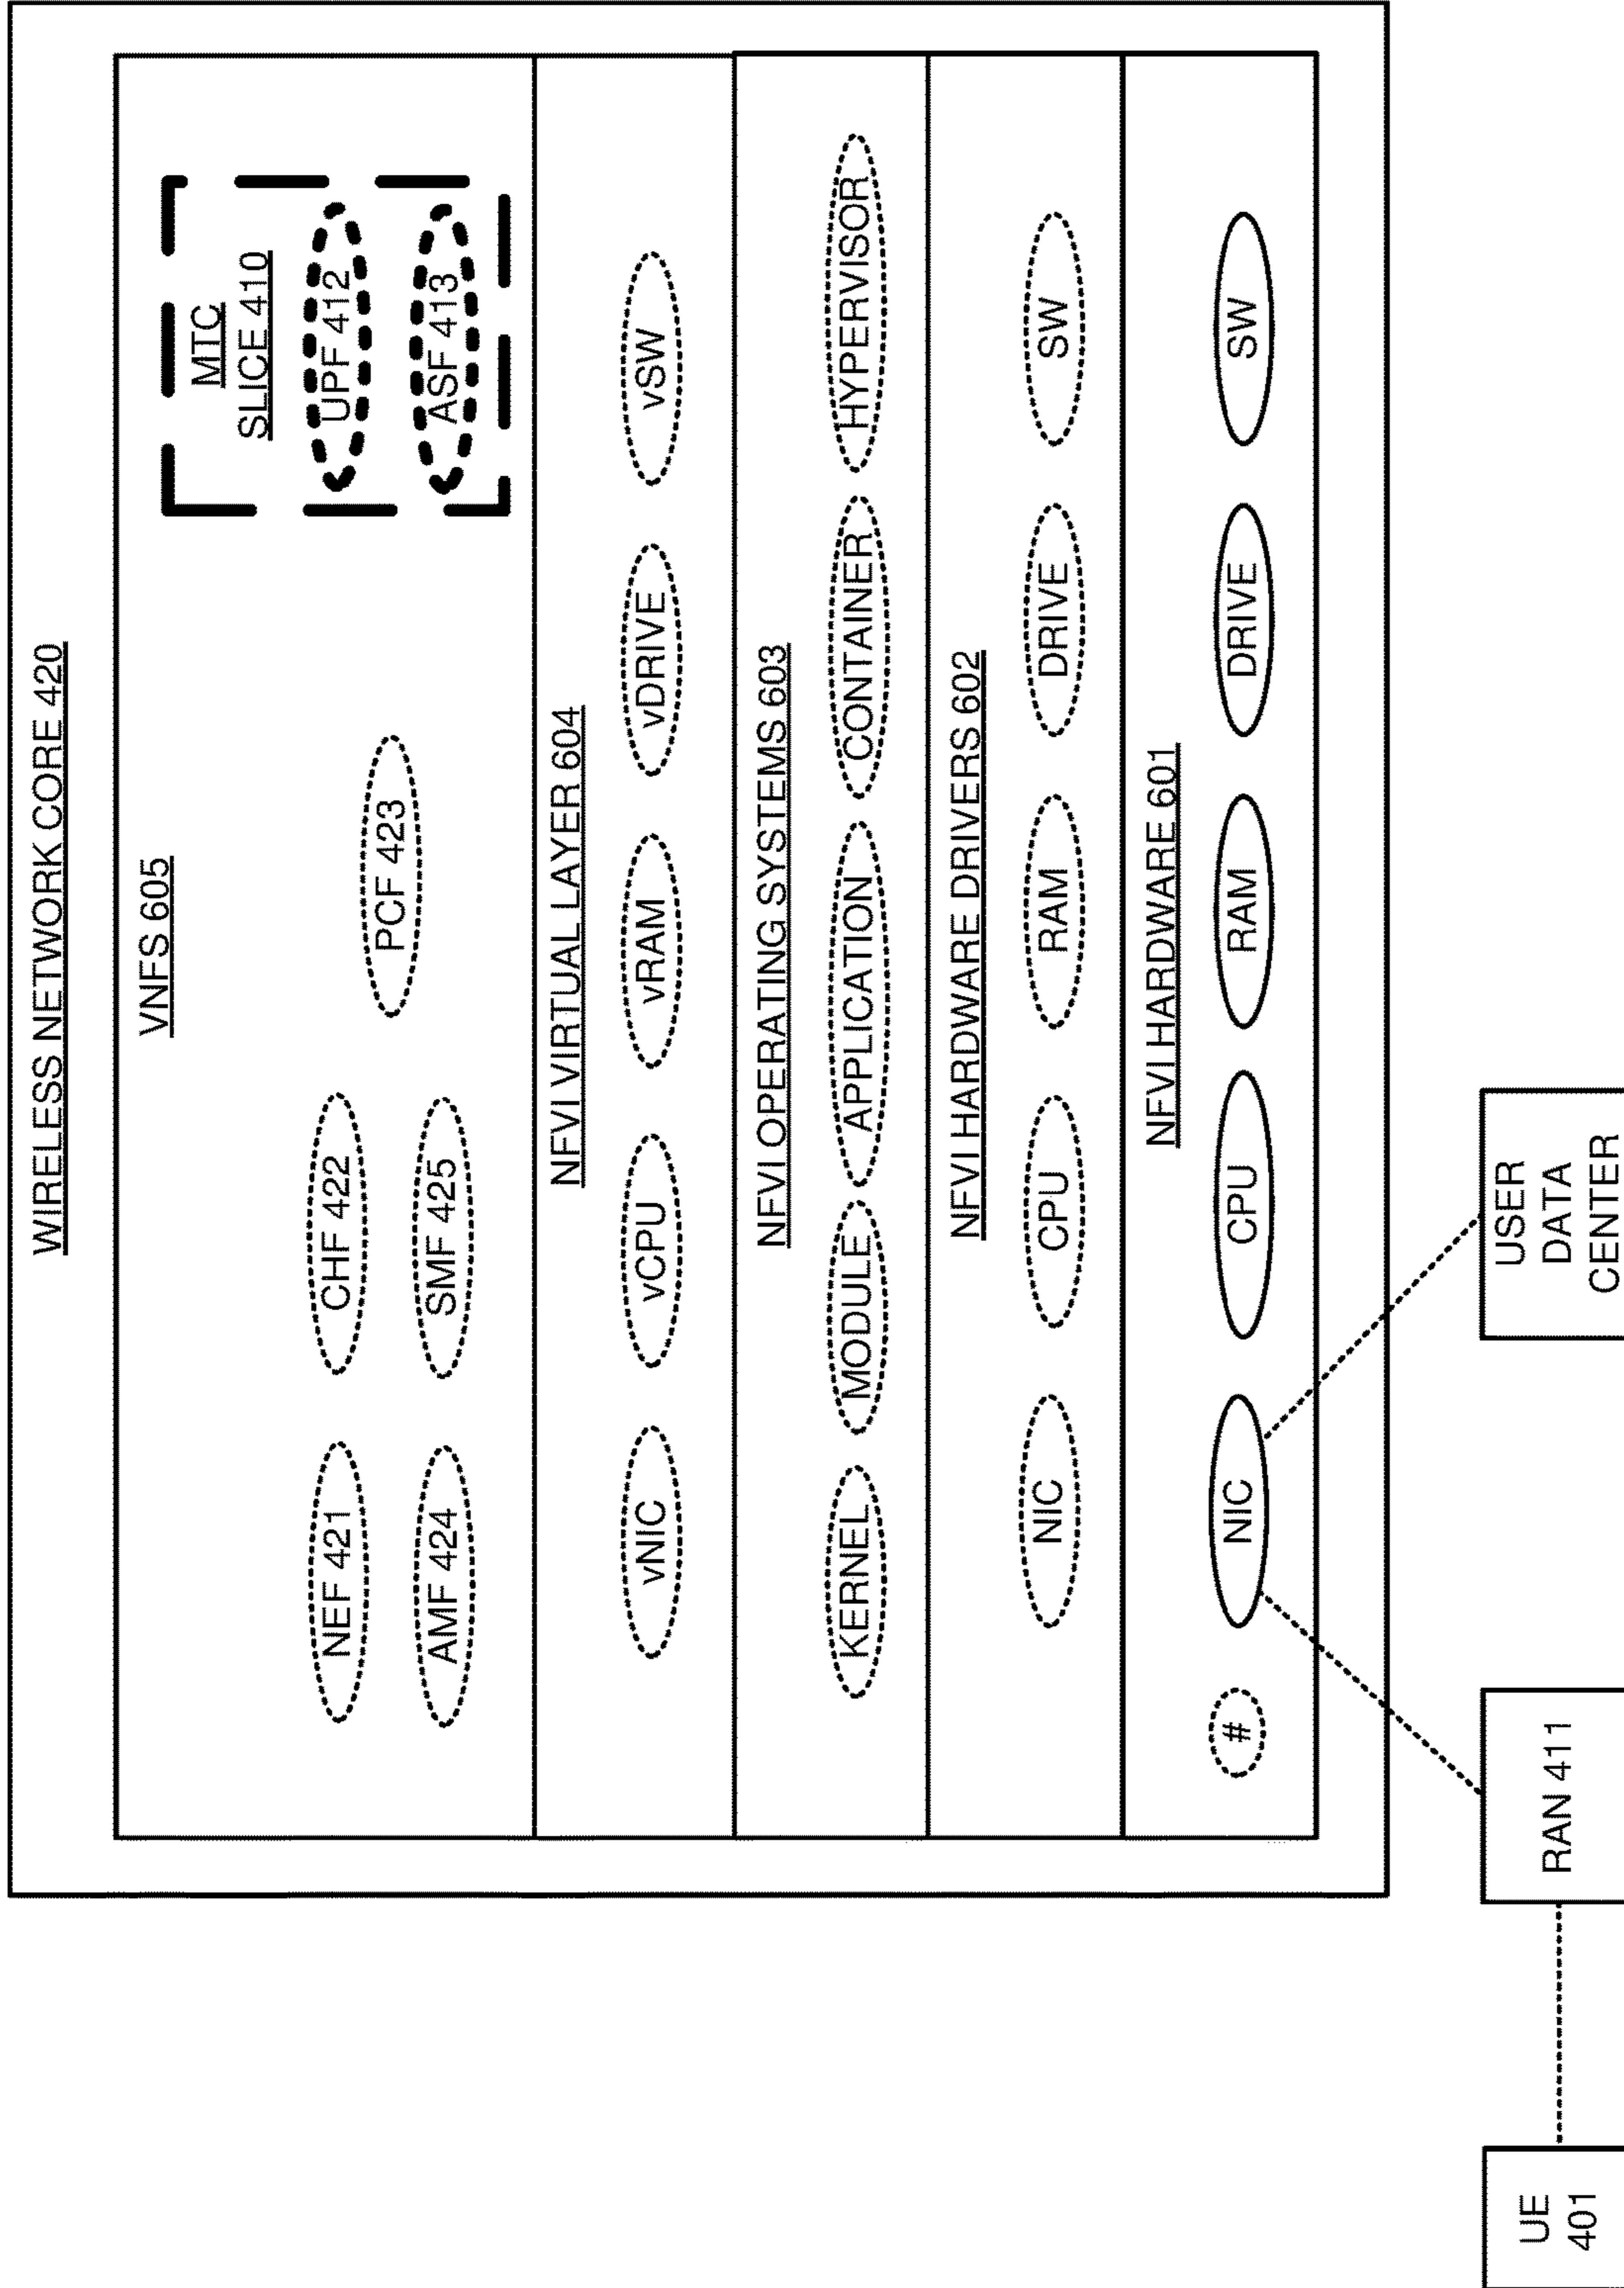 WIRELESS NETWORK CORE 420
VNFS 605
MTC
SLICE 410
NEF 421
CHF 422
UPF 412
PCF 423
AMF 424
SMF 425
ASF 413
NFVI VIRTUAL LAYER 604
vNIC
vCPU
vRAM
vDRIVE
vSW
NFVI OPERATING SYSTEMS 603
KERNEL
MODULE
APPLICATION
CONTAINER
HYPERVISOR
NFVI HARDWARE DRIVERS 602
NIC
CPU
RAM
DRIVE
SW
NFVI HARDWARE 601
#
NIC
CPU
RAM
DRIVE
SW
UE
401
RAN 411
USER
DATA
CENTER